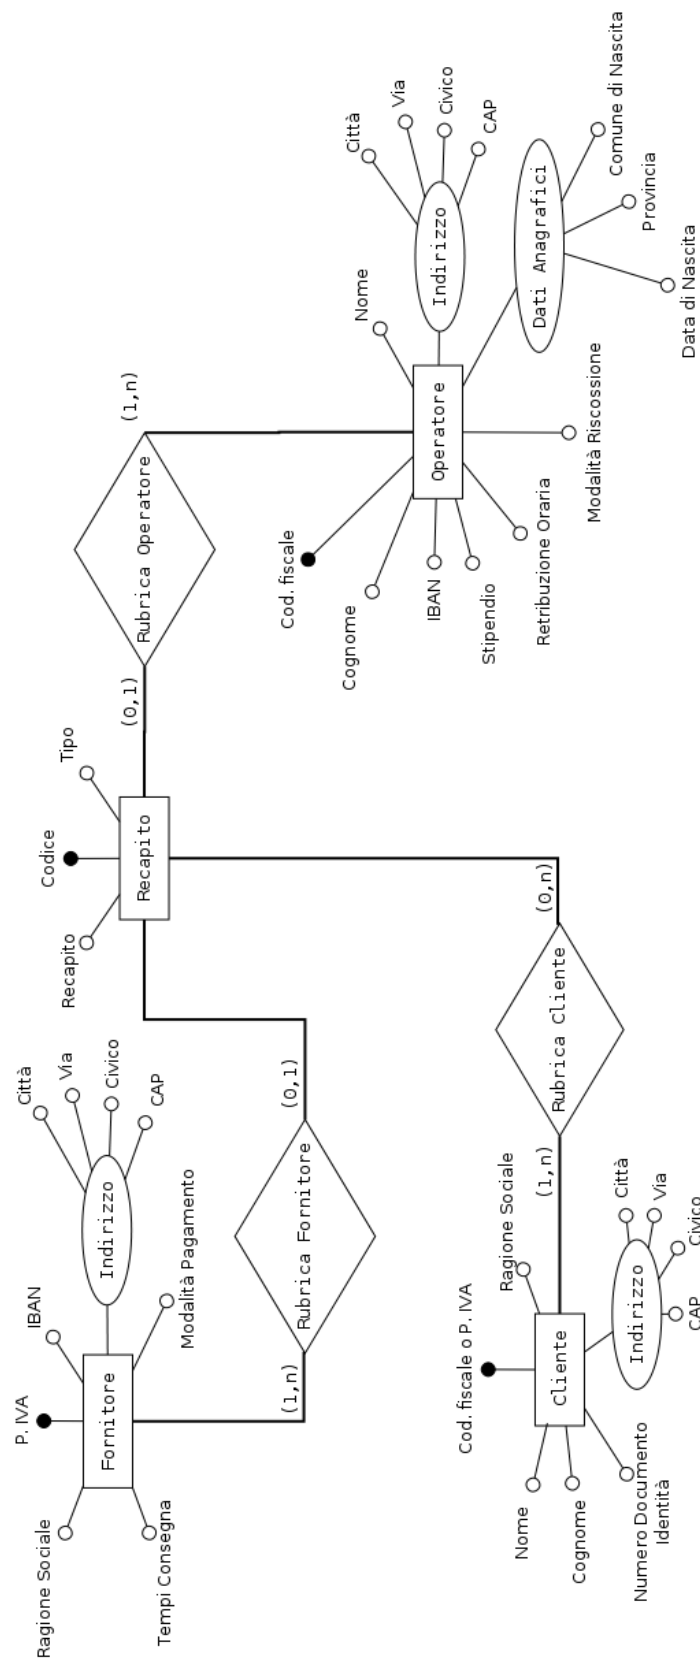 P. IVA
IBAN
Ragione Sociale
Tempi Consegna
Fornitore
Modalità Pagamento
Indirizzo
Città
Via
Civico
CAP
(1,n)
Rubrica Fornitore
(0,1)
Recapito
Codice
Tipo
Recapito
(0,1)
Rubrica Operatore
(1,n)
Cod. fiscale
Cognome
IBAN
Stipendio
Retribuzione Oraria
Modalità Riscossione
Operatore
Nome
Indirizzo
Città
Via
Civico
CAP
Dati Anagrafici
Data di Nascita
Provincia
Comune di Nascita
(0,n)
Rubrica Cliente
(1,n)
Cod. fiscale o P. IVA
Ragione Sociale
Nome
Cognome
Numero Documento
Identità
Cliente
Indirizzo
Città
Via
Civico
CAP